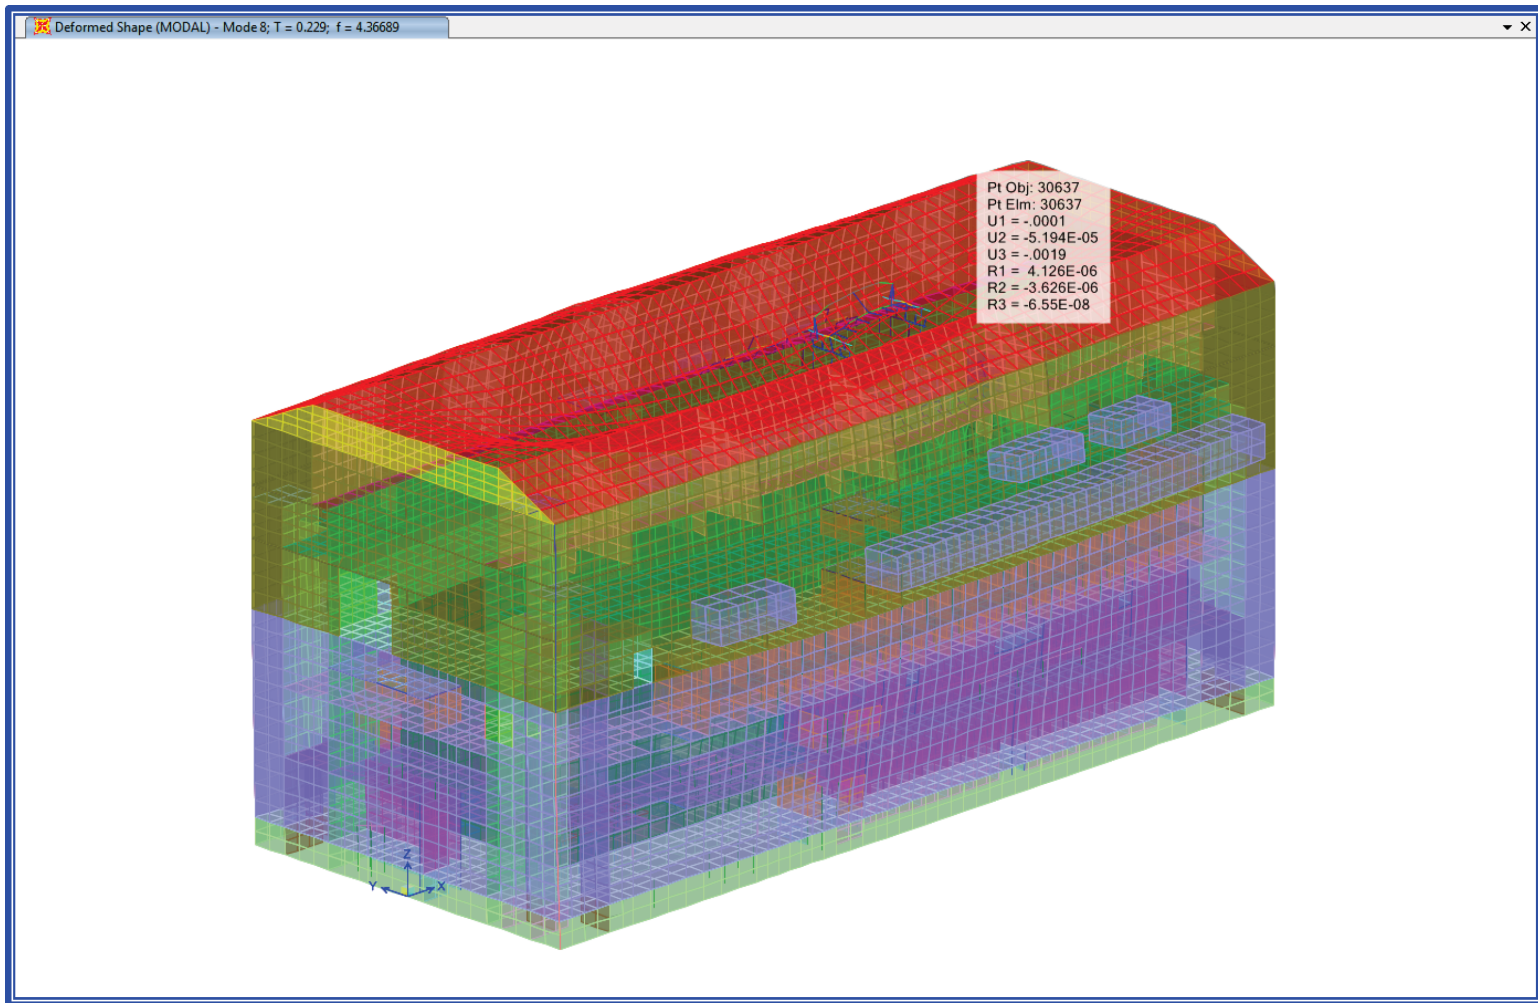 Deformed Shape (MODAL) - Mode 8; T = 0.229; f = 4.36689
Pt Obj: 30637
Pt Elm: 30637
U1 = -.0001
U2 = -5.194E-05
U3 = -.0019
R1 = 4.126E-06
R2 = -3.626E-06
R3 = -6.55E-08
Z
Y
X